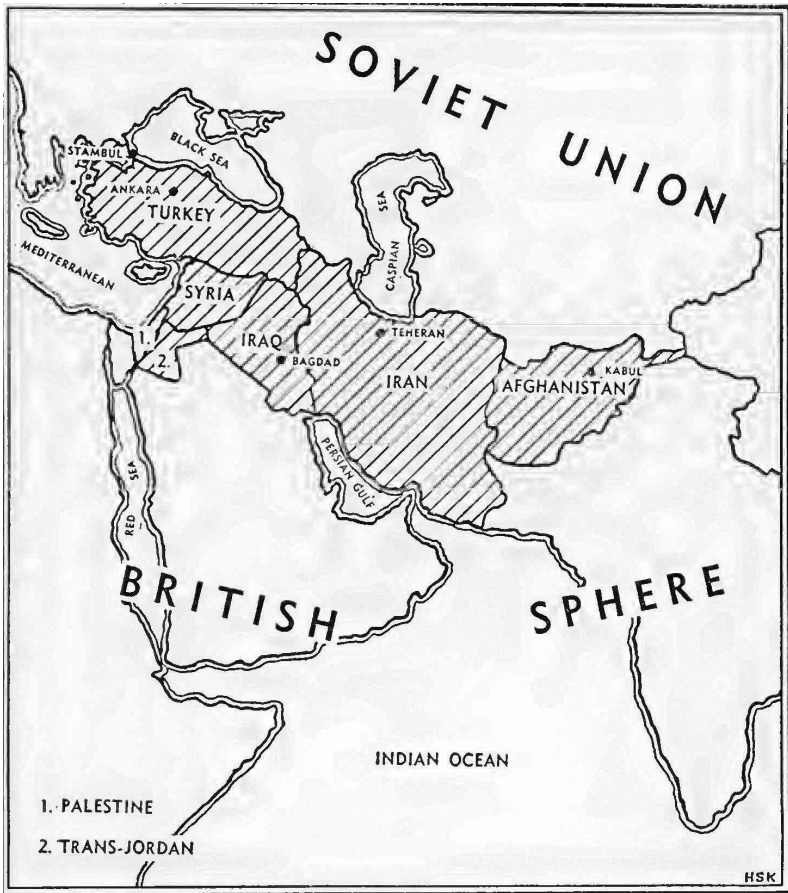 SOVIET UNION
BLACK SEA
STAMBUL
ANKARA
TURKEY
CASPIAN SEA
MEDITERRANEAN
SYRIA
1.
2.
IRAQ
BAGDAD
TEHERAN
IRAN
AFGHANISTAN
KABUL
PERSIAN GULF
RED SEA
BRITISH SPHERE
INDIAN OCEAN
1. PALESTINE
2. TRANS-JORDAN
HSK